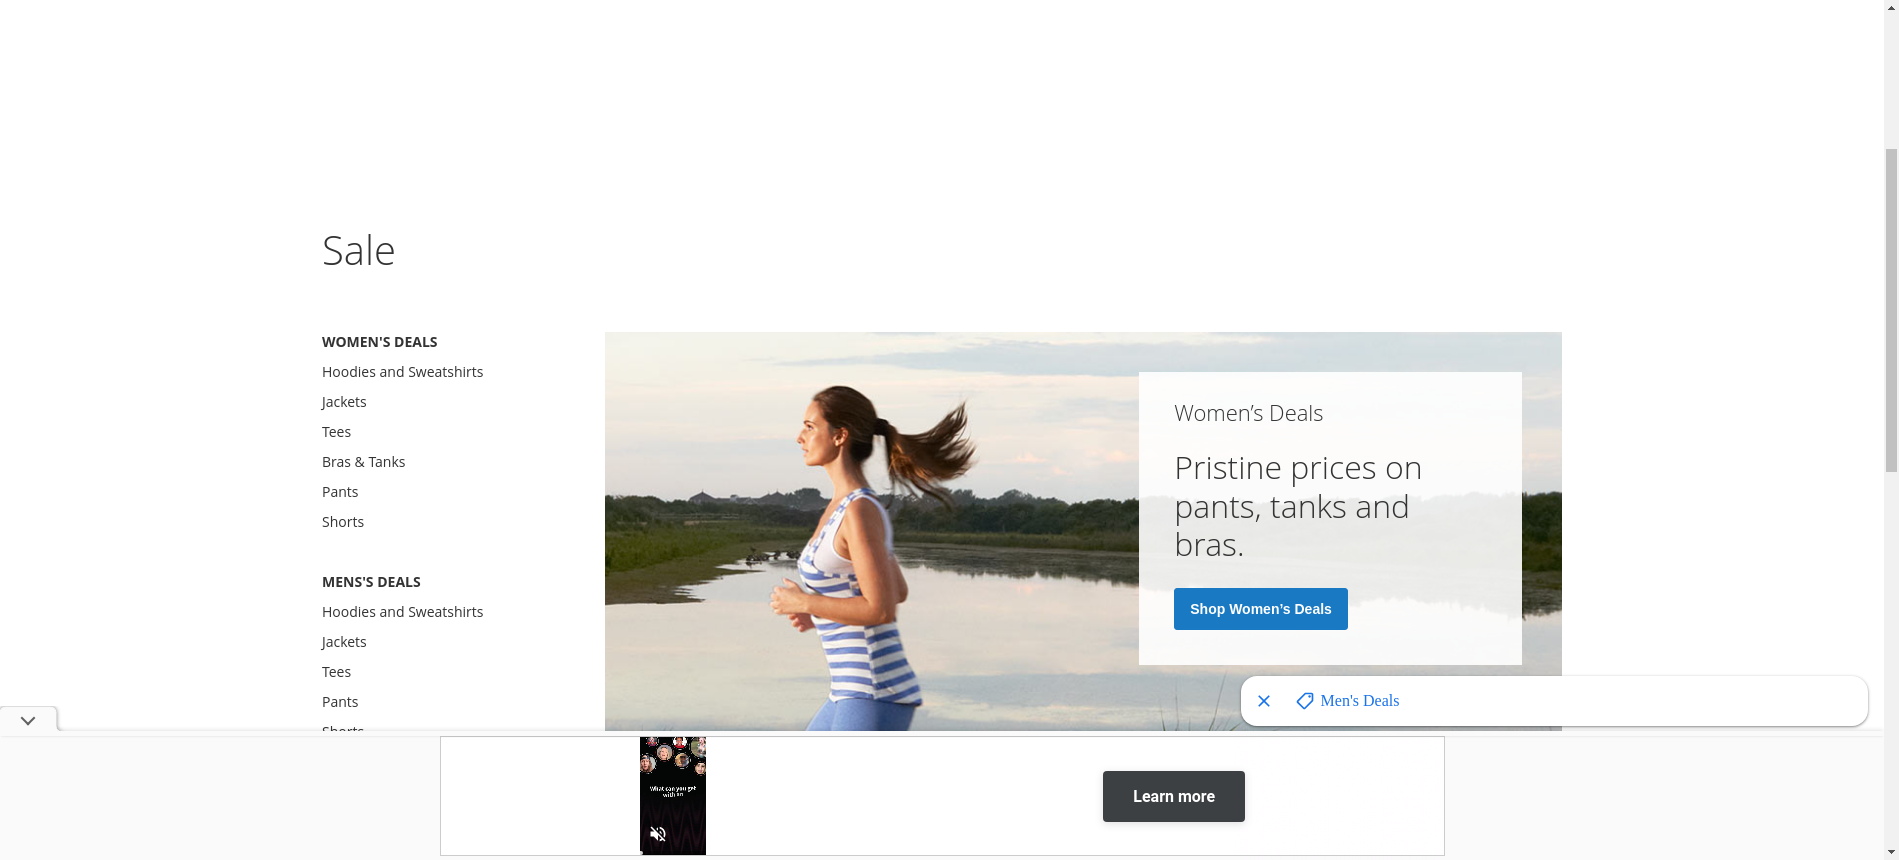 Sale
WOMEN'S DEALS
Hoodies and Sweatshirts
Jackets
Tees
Bras & Tanks
Pants
Shorts
MENS'S DEALS
Hoodies and Sweatshirts
Jackets
Tees
Pants
Shorts
Women’s Deals
Pristine prices on
pants, tanks and
bras.
Shop Women’s Deals
Men's Deals
What can you get
with an
Learn more